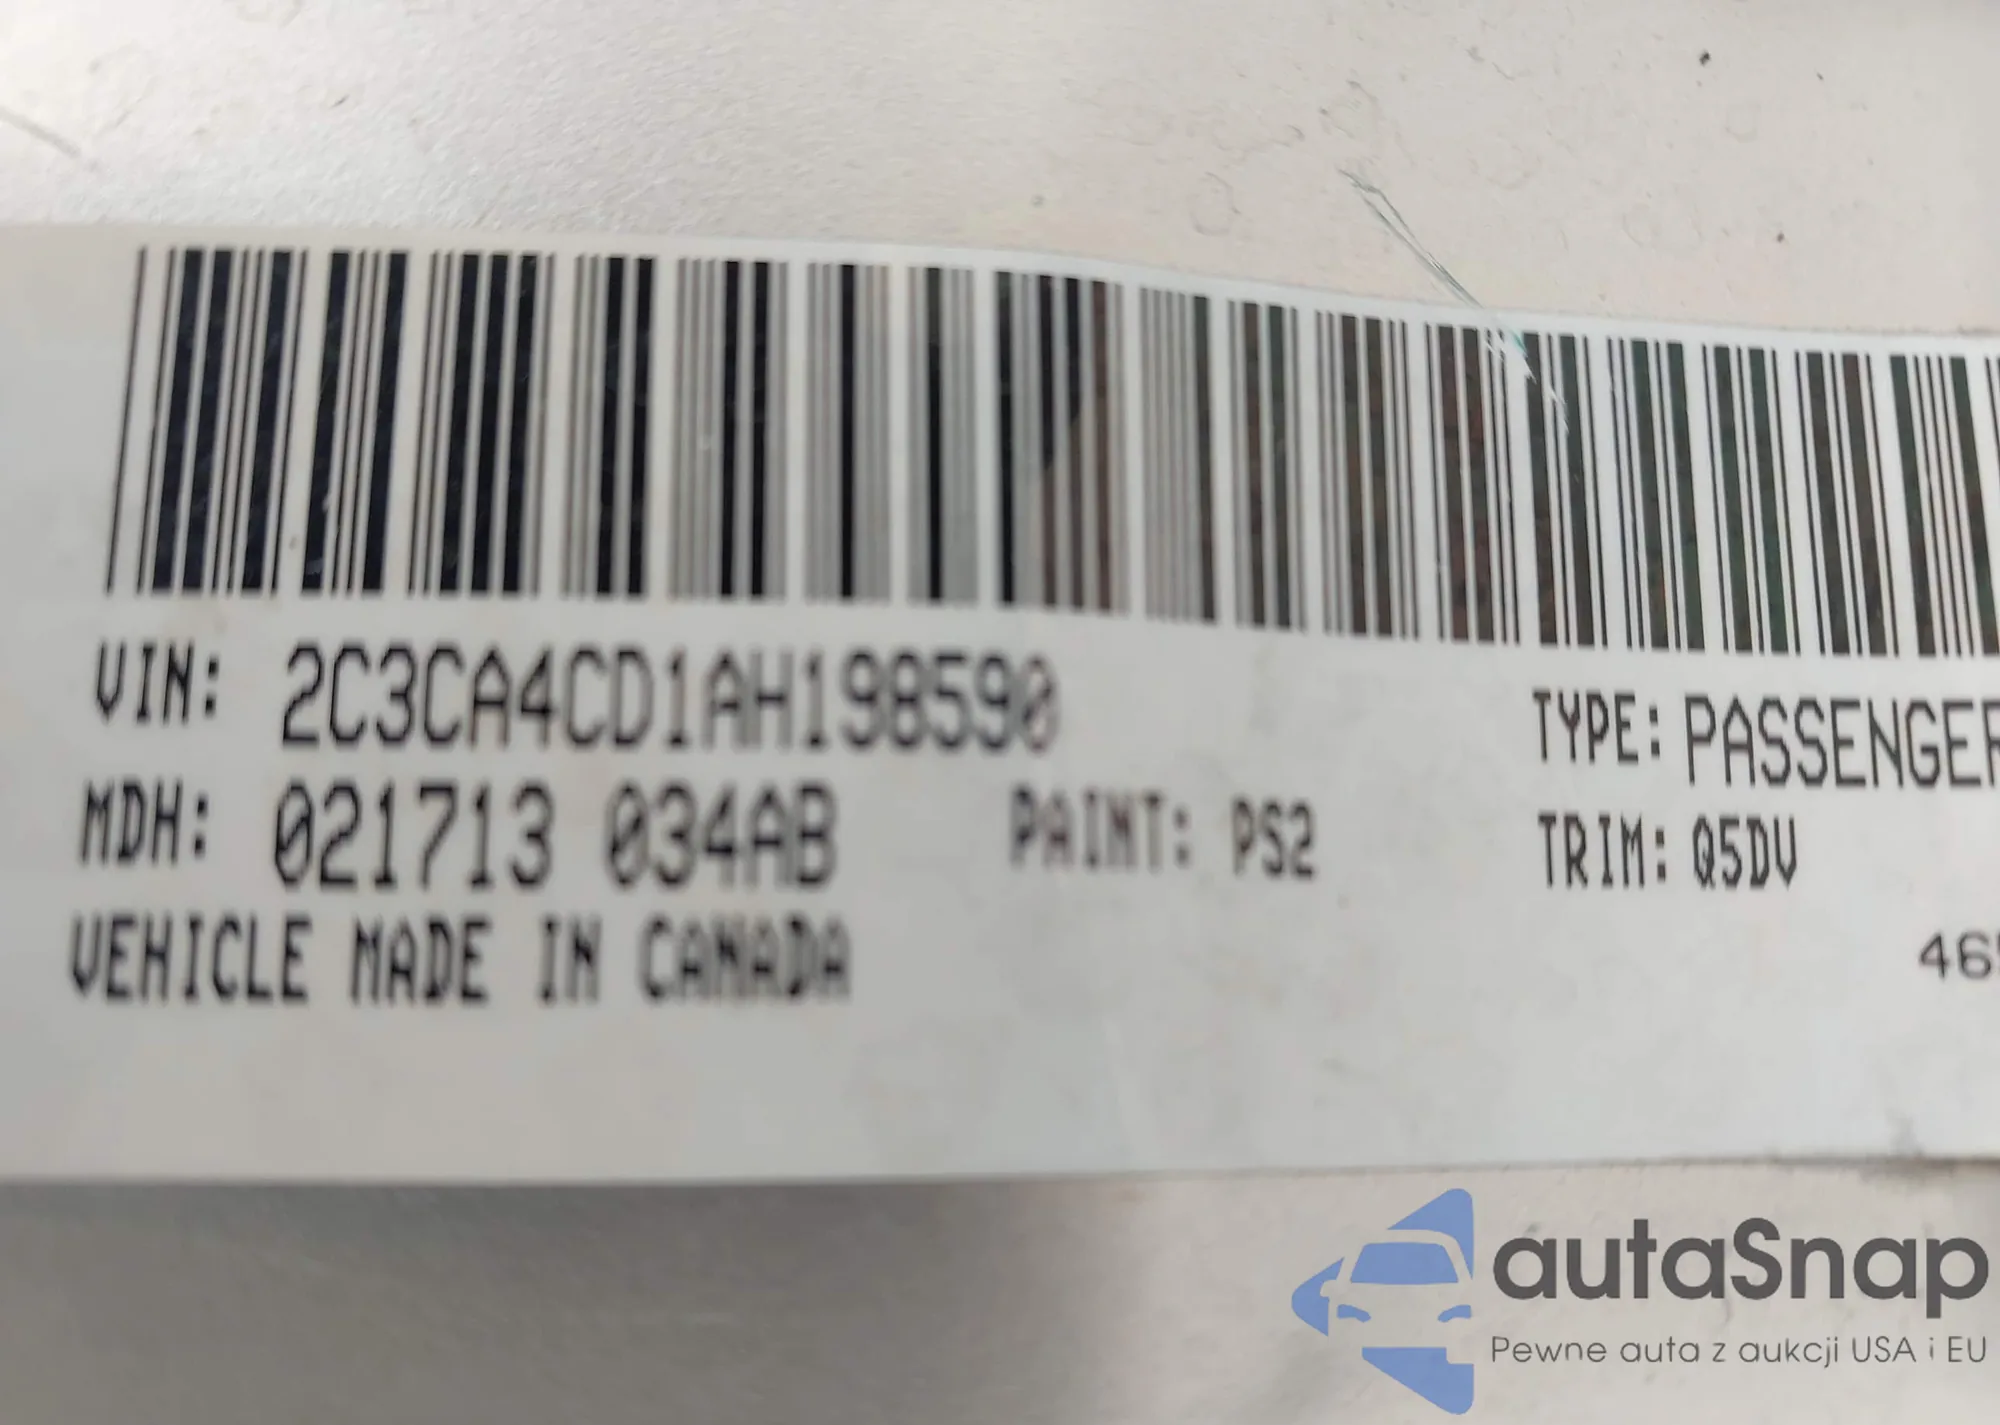 VIN: 2C3CA4CD1AH198590
TYPE: PASSENGER
MDH: 021713 034AB
PAINT: PS2
TRIM: Q5DV
VEHICLE MADE IN CANADA
autaSnap
Pewne auta z aukcji USA i EU